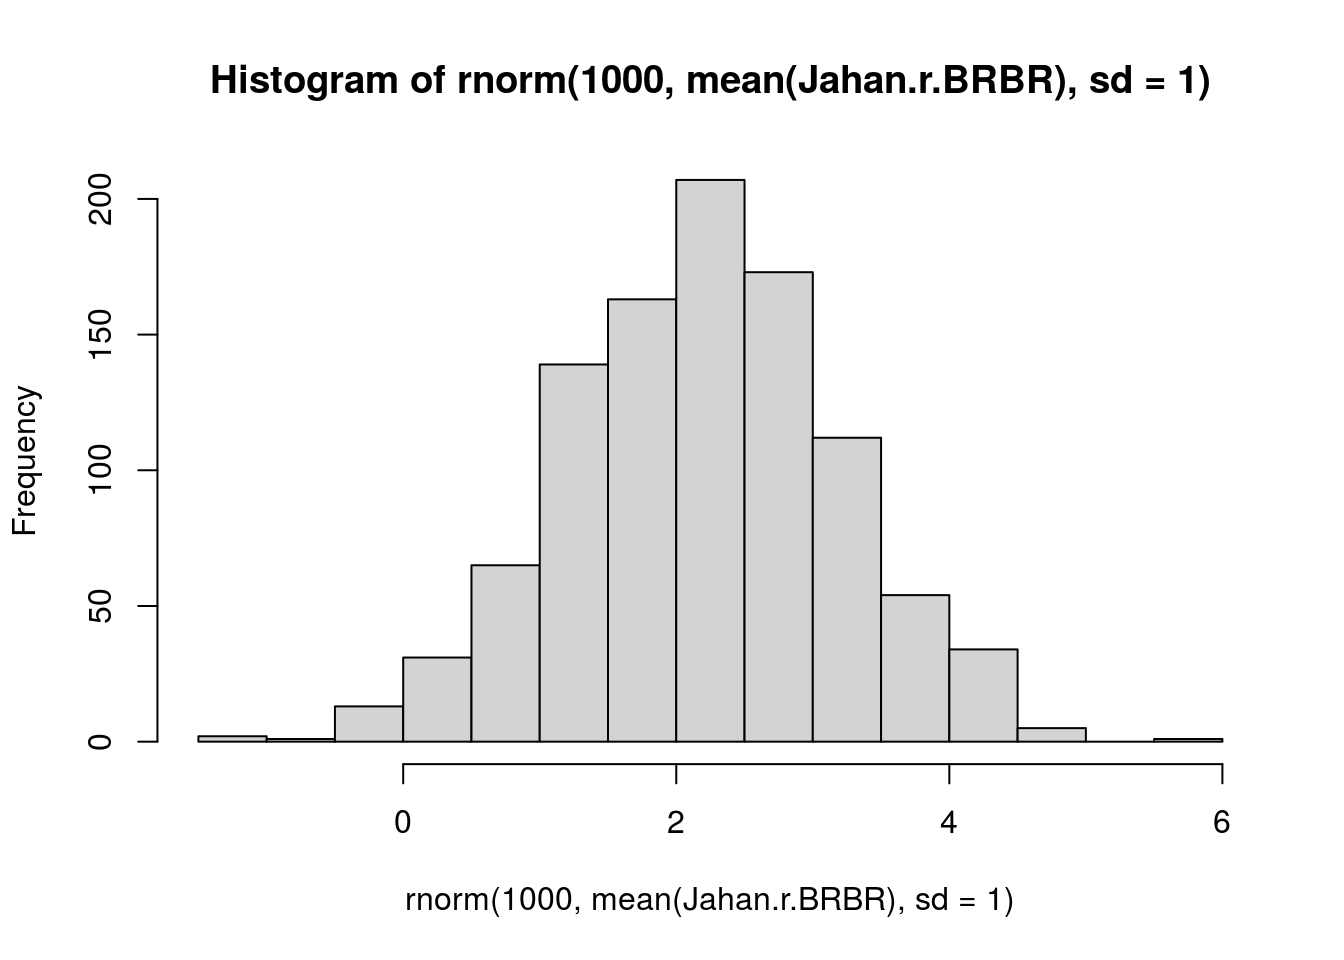 Histogram of rnorm(1000, mean(Jahan.r.BRBR), sd = 1)
200
150
100
50
0
Frequency
0 2 4 6
rnorm(1000, mean(Jahan.r.BRBR), sd = 1)